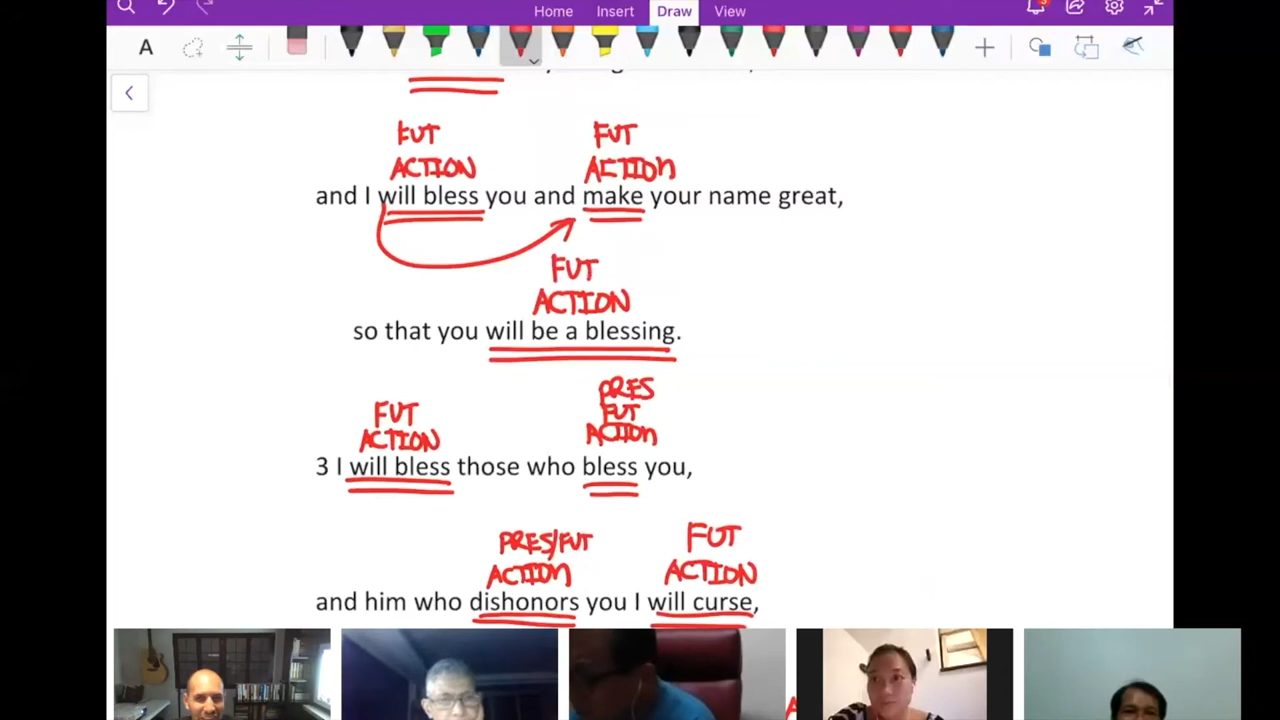 Home Insert Draw View
3
A
FUT FUT
ACTION ACTION
and I will bless you and make your name great,
FUT
ACTION
so that you will be a blessing.
PRES
FUT FUT
ACTION ACTION
3 I will bless those who bless you,
PRES/FUT FUT
ACTION ACTION
and him who dishonors you I will curse,